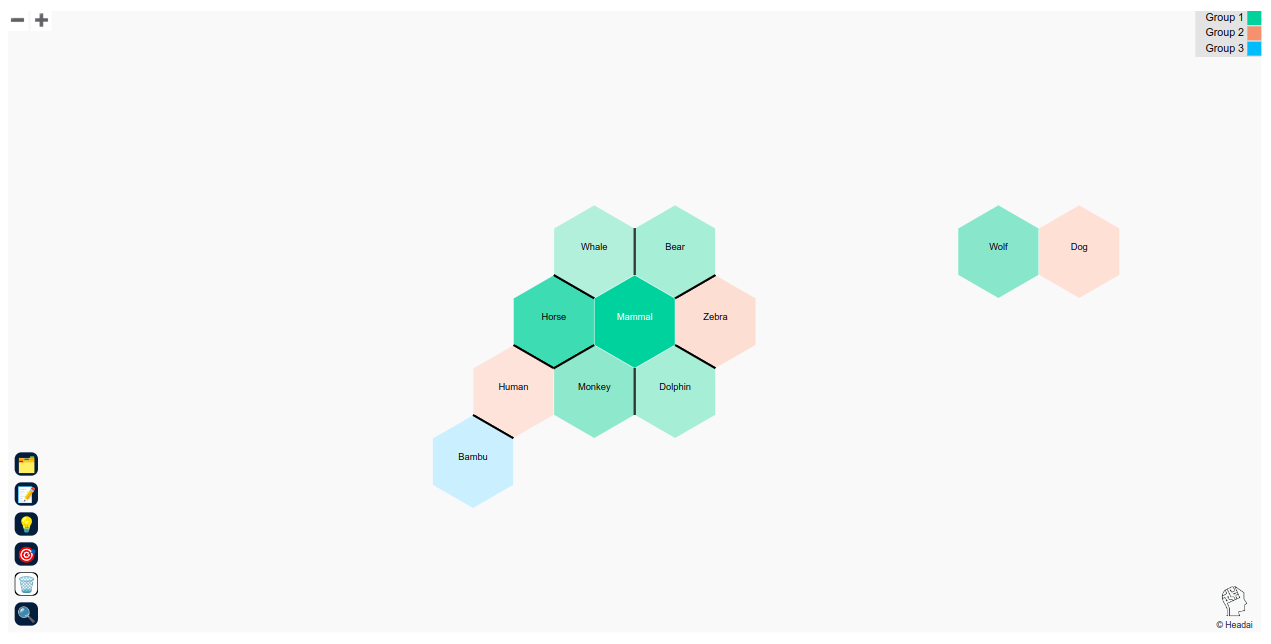 Group 1
Group 2
Group 3
Whale
Bear
Wolf
Dog
Horse
Mammal
Zebra
Human
Monkey
Dolphin
Bambu
© Headai